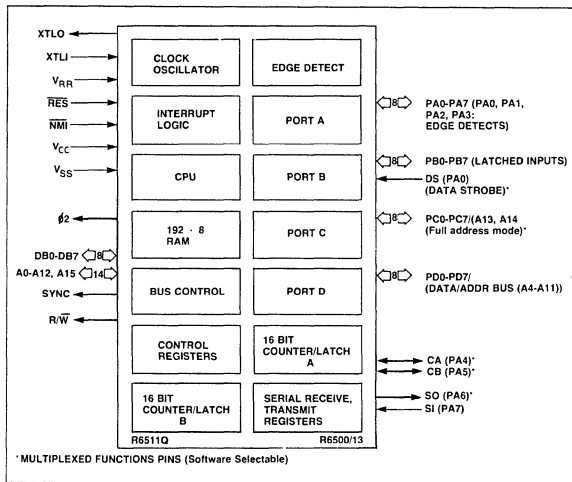 XTLO
XTLI
VRR
RES
NMI
VCC
VSS
ϕ2
DB0-DB7 8
A0-A12, A15 14
SYNC
R/W
CLOCK
OSCILLATOR
EDGE DETECT
INTERRUPT
LOGIC
PORT A
CPU
PORT B
192 · 8
RAM
PORT C
BUS CONTROL
PORT D
CONTROL
REGISTERS
16 BIT
COUNTER/LATCH
A
16 BIT
COUNTER/LATCH
B
SERIAL RECEIVE,
TRANSMIT
REGISTERS
R6511Q
R6500/13
8 PA0-PA7 (PA0, PA1,
PA2, PA3:
EDGE DETECTS)
8 PB0-PB7 (LATCHED INPUTS)
DS (PA0)
(DATA STROBE)*
8 PC0-PC7/(A13, A14
(Full address mode)*
8 PD0-PD7/
(DATA/ADDR BUS (A4-A11))
CA (PA4)*
CB (PA5)*
SO (PA6)*
SI (PA7)
*MULTIPLEXED FUNCTIONS PINS (Software Selectable)